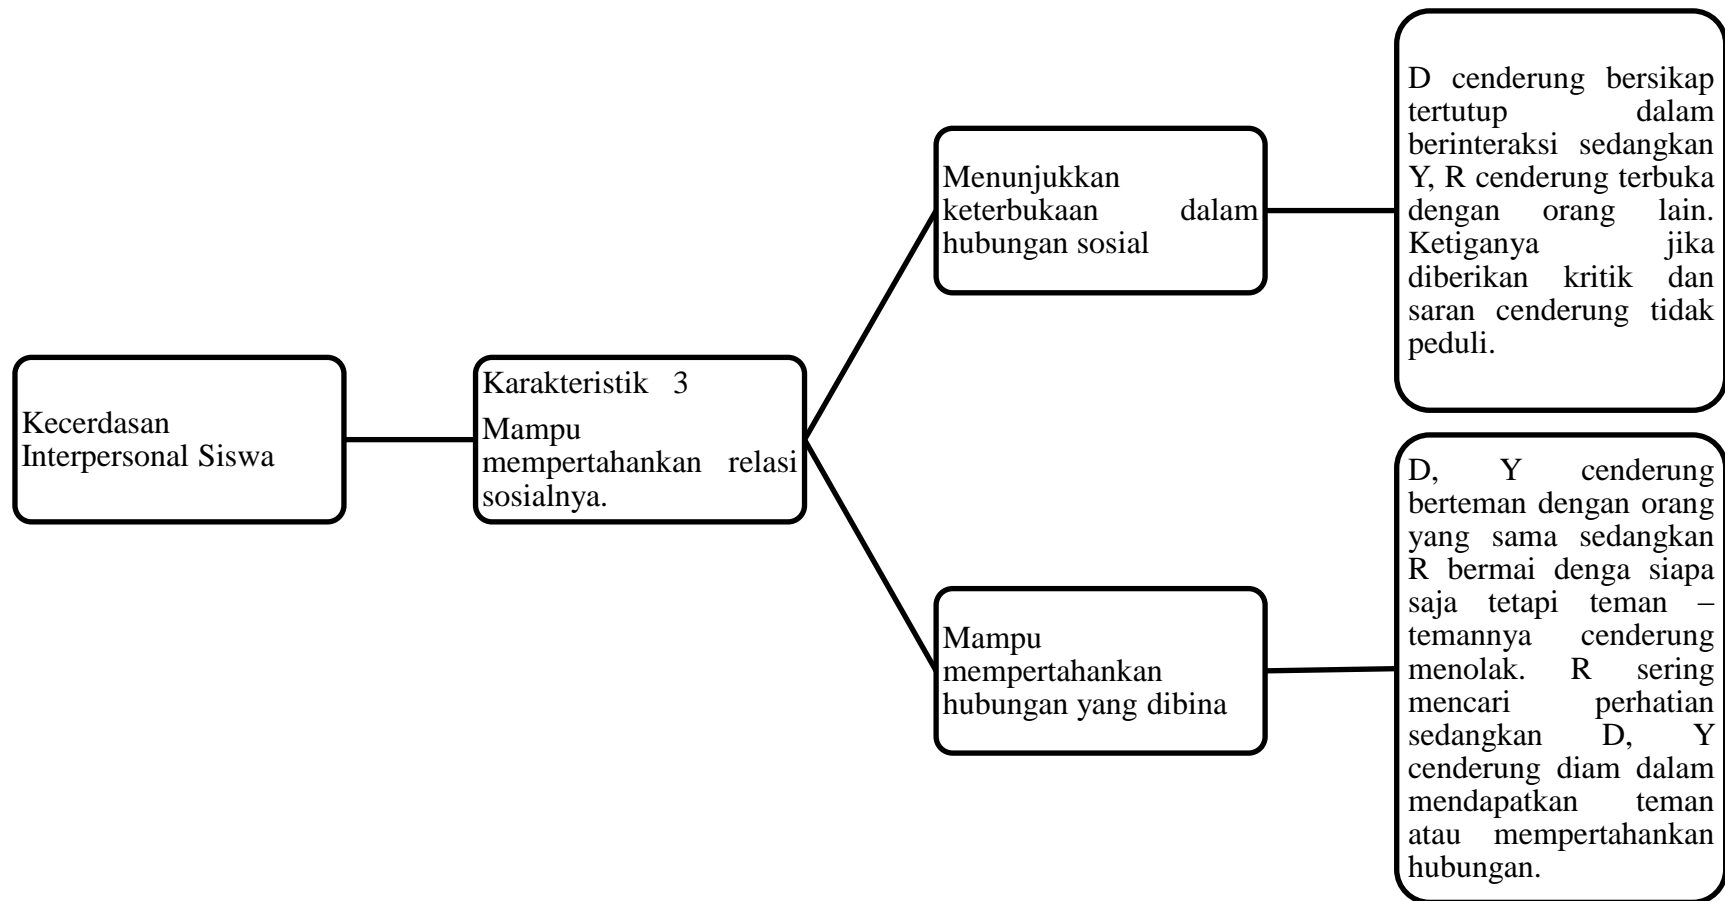 Kecerdasan
Interpersonal Siswa
Karakteristik 3
Mampu
mempertahankan relasi
sosialnya.
Menunjukkan
keterbukaan dalam
hubungan sosial
D cenderung bersikap
tertutup dalam
berinteraksi sedangkan
Y, R cenderung terbuka
dengan orang lain.
Ketiganya jika
diberikan kritik dan
saran cenderung tidak
peduli.
Mampu
mempertahankan
hubungan yang dibina
D, Y cenderung
berteman dengan orang
yang sama sedangkan
R bermai denga siapa
saja tetapi teman –
temannya cenderung
menolak. R sering
mencari perhatian
sedangkan D, Y
cenderung diam dalam
mendapatkan teman
atau mempertahankan
hubungan.